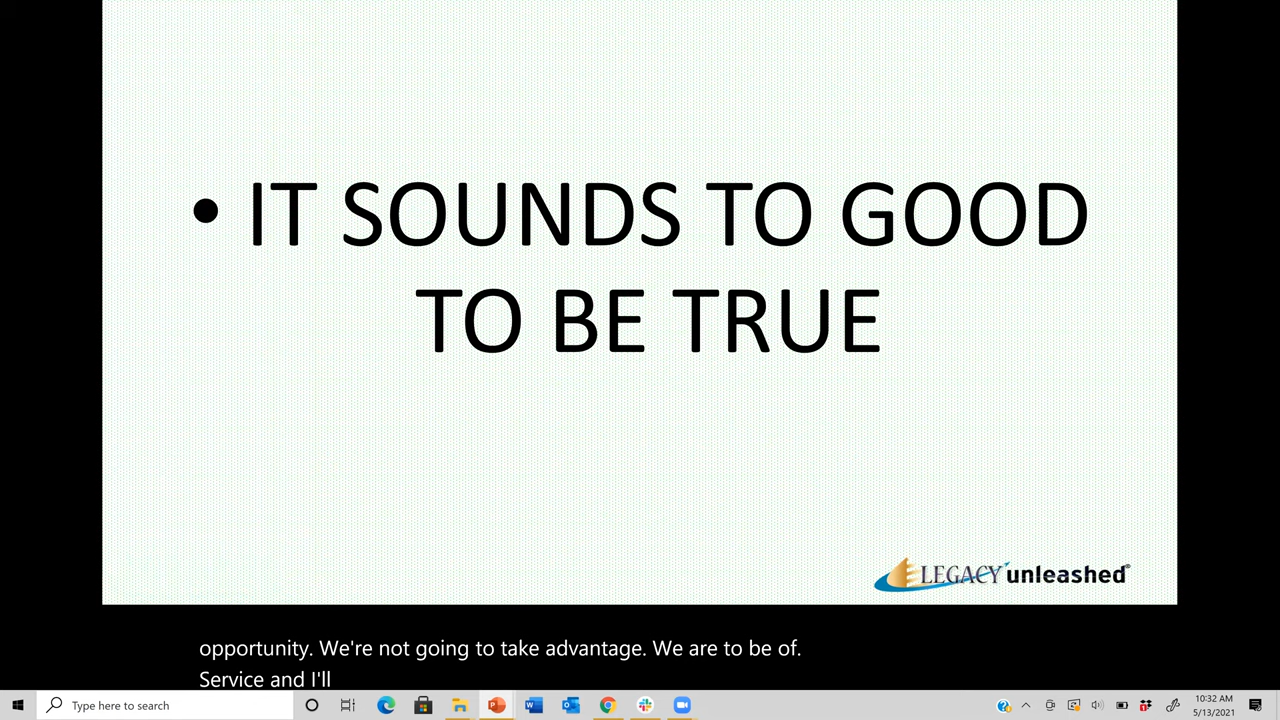 • IT SOUNDS TO GOOD
TO BE TRUE
LEGACY unleashed®
opportunity. We're not going to take advantage. We are to be of.
Service and I'll
Type here to search
10:32 AM
5/13/2021